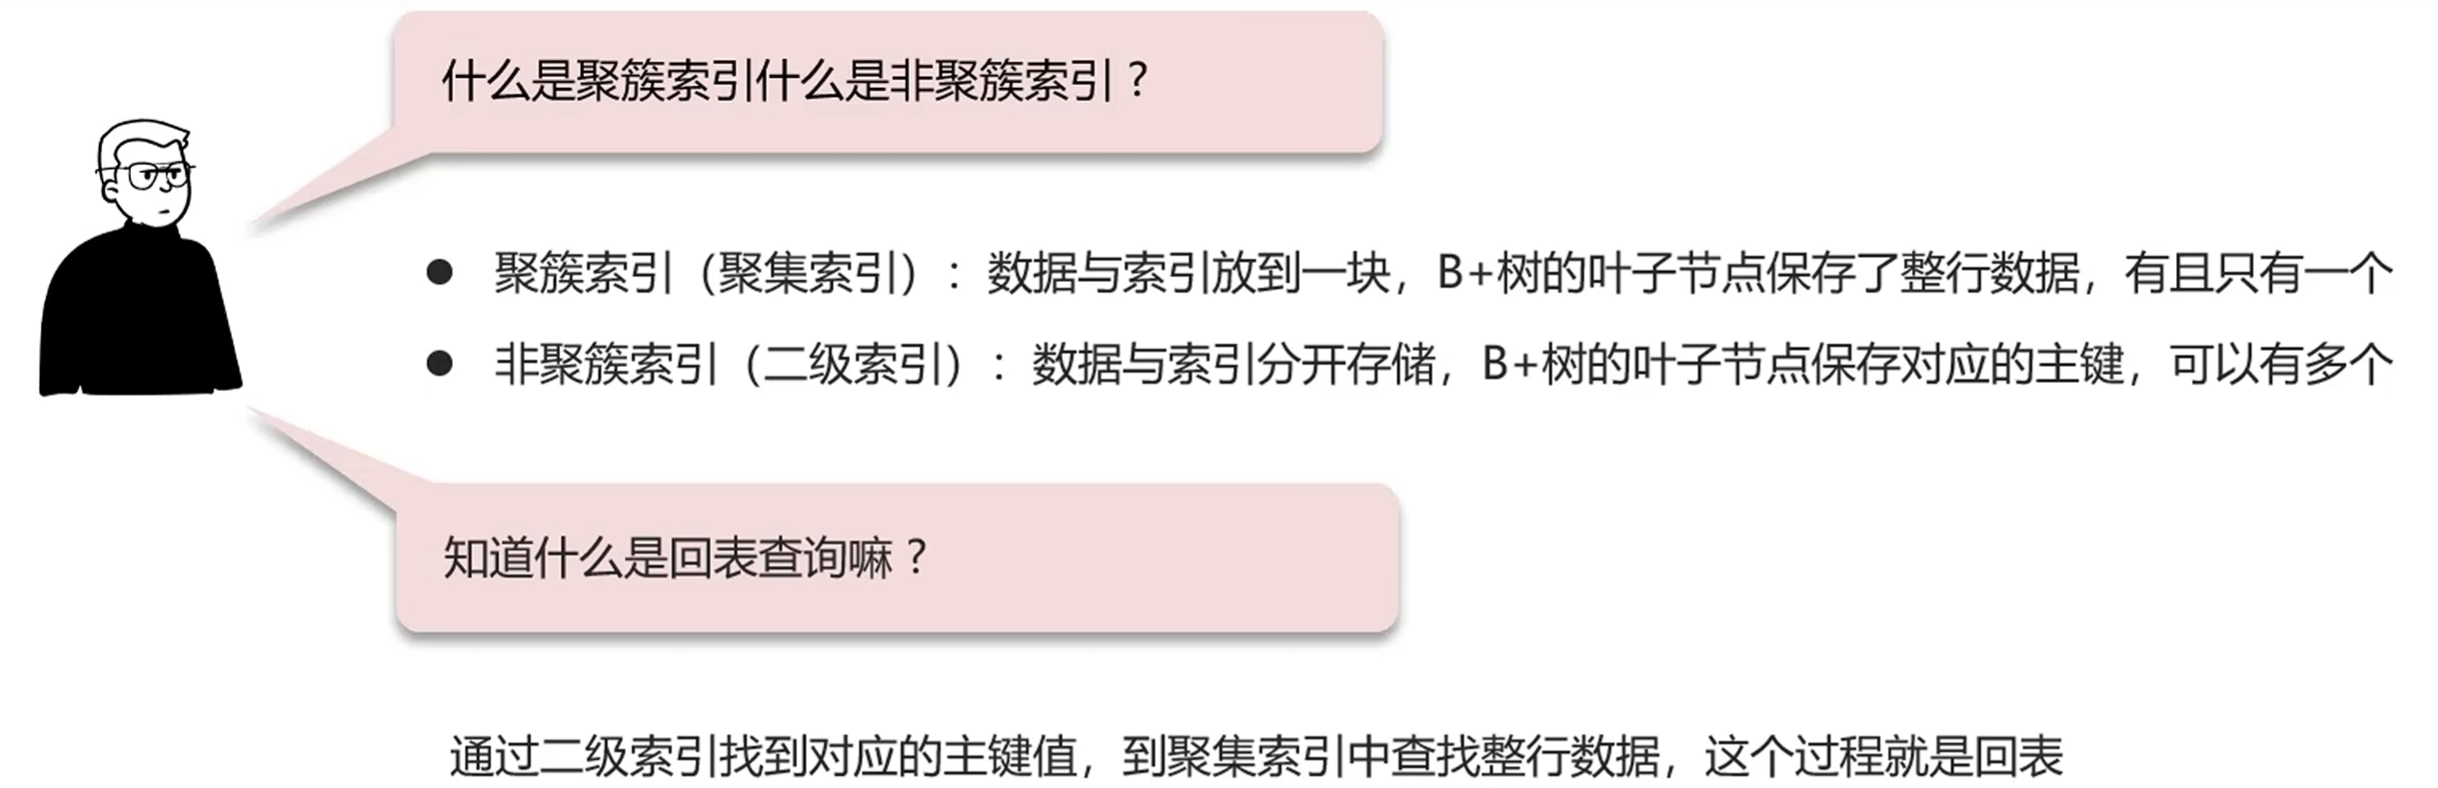 什么是聚簇索引什么是非聚簇索引？
聚簇索引（聚集索引）：数据与索引放到一块，B+树的叶子节点保存了整行数据，有且只有一个
非聚簇索引（二级索引）：数据与索引分开存储，B+树的叶子节点保存对应的主键，可以有多个
知道什么是回表查询嘛？
通过二级索引找到对应的主键值，到聚集索引中查找整行数据，这个过程就是回表